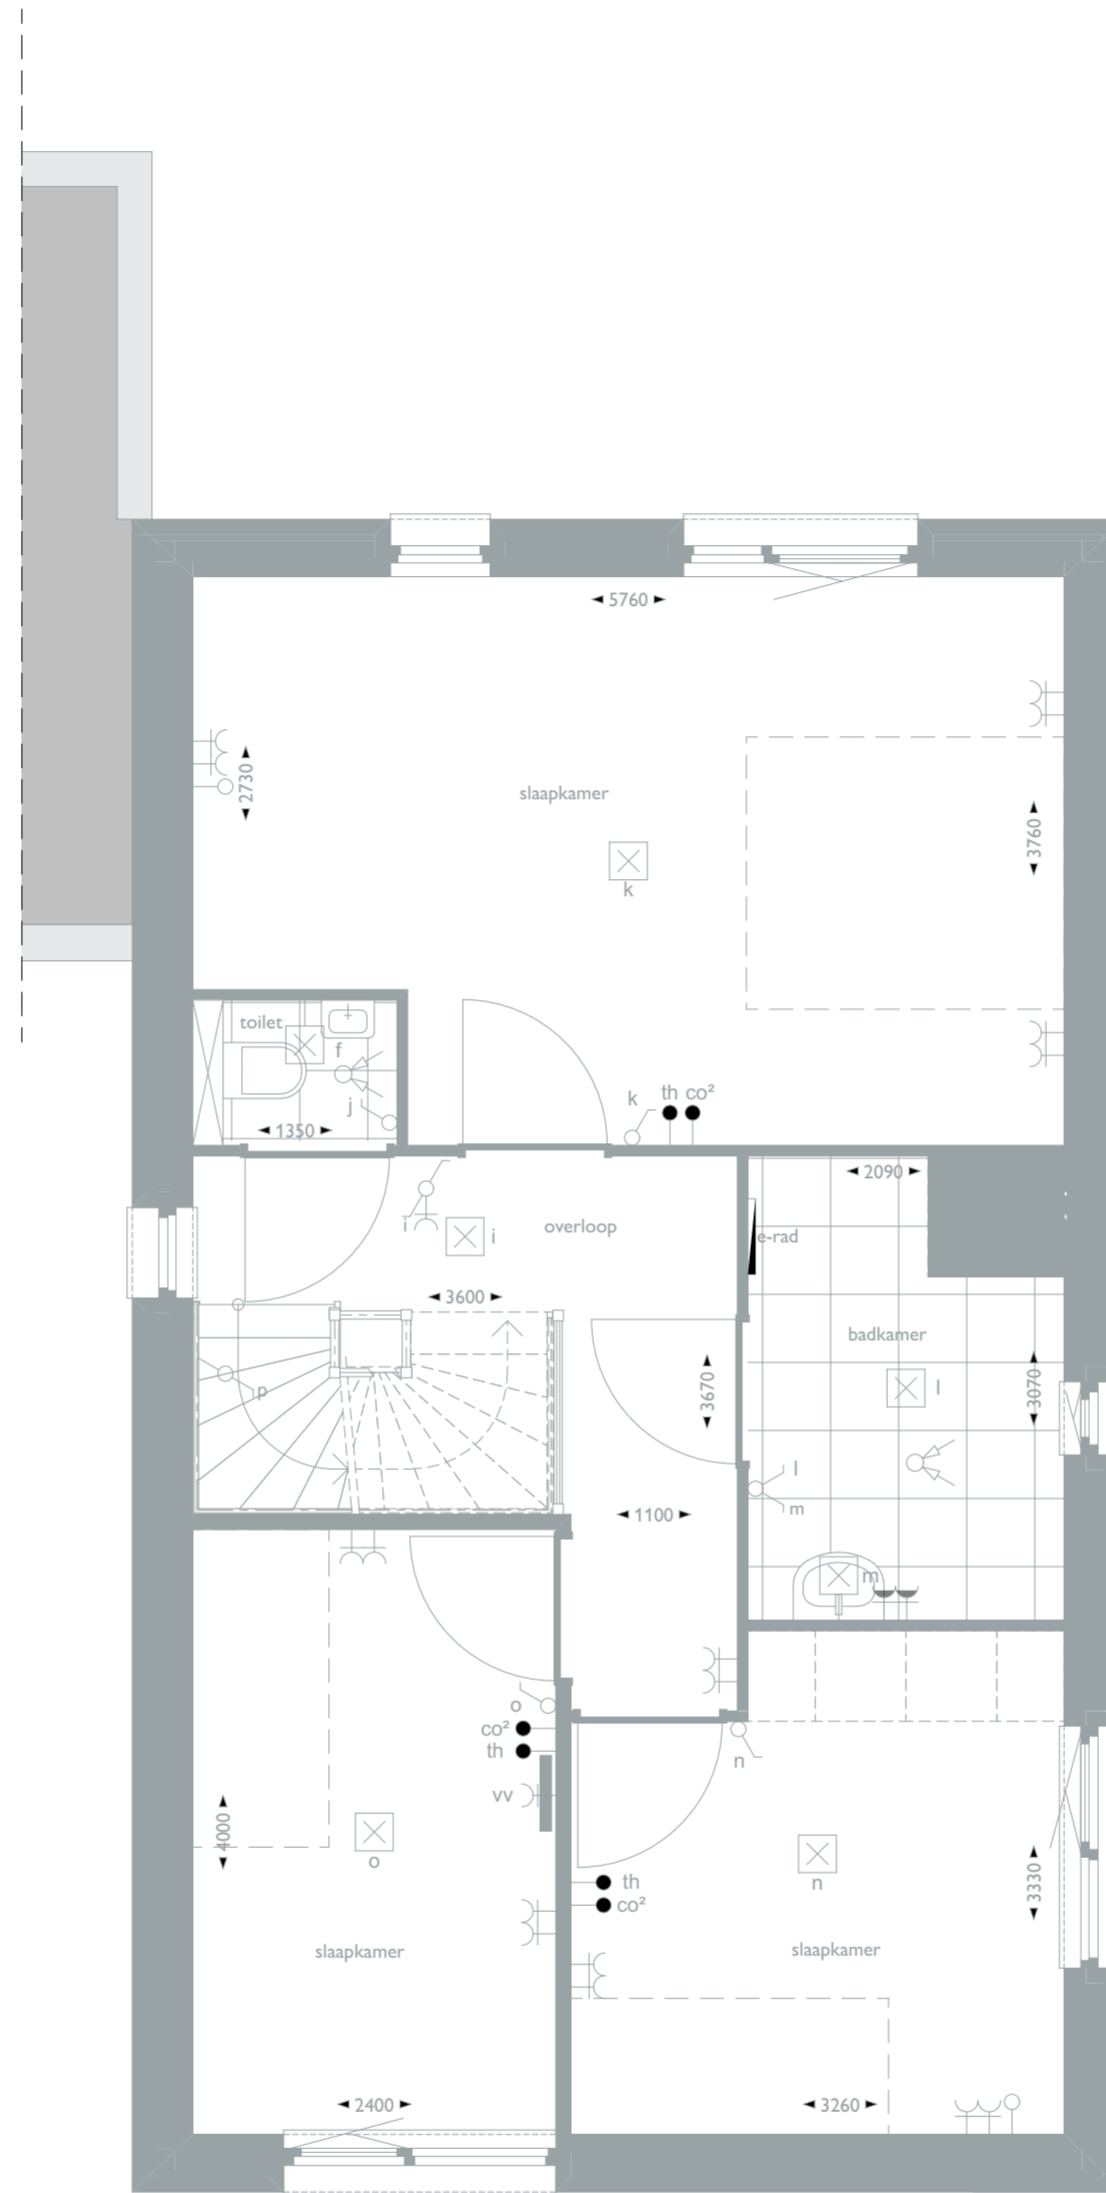 5760
2730
slaapkamer
3760
k
toilet
f
j
1350
k
th
co²
2090
i
i
overloop
e-rad
3600
badkamer
3670
l
3070
p
l
m
1100
m
o
co²
th
n
vv
4000
o
n
3330
th
co²
slaapkamer
slaapkamer
2400
3260